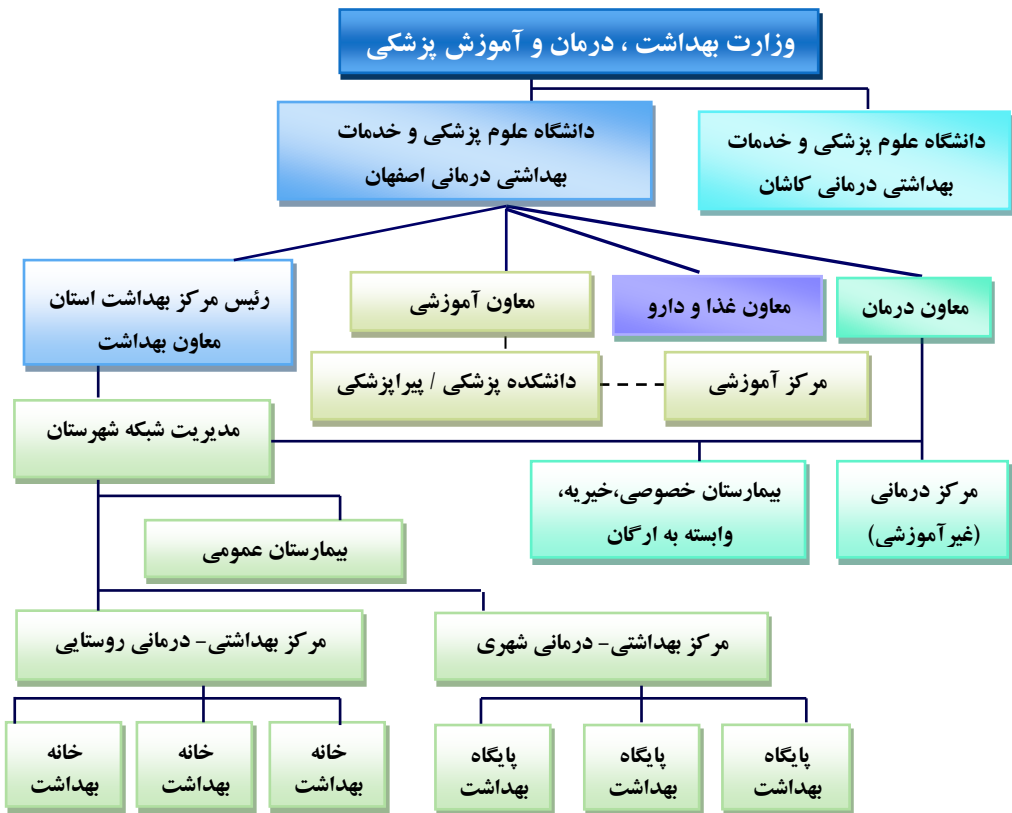 وزارت بهداشت ، درمان و آموزش پزشکی
دانشگاه علوم پزشکی و خدمات
بهداشتی درمانی کاشان
دانشگاه علوم پزشکی و خدمات
بهداشتی درمانی اصفهان
معاون درمان
معاون غذا و دارو
معاون آموزشی
رئیس مرکز بهداشت استان
معاون بهداشت
مرکز آموزشی
دانشکده پزشکی / پیراپزشکی
مدیریت شبکه شهرستان
مرکز درمانی
(غیرآموزشی)
بیمارستان خصوصی،خیریه،
وابسته به ارگان
بیمارستان عمومی
مرکز بهداشتی- درمانی شهری
مرکز بهداشتی- درمانی روستایی
پایگاه
بهداشت
پایگاه
بهداشت
پایگاه
بهداشت
خانه
بهداشت
خانه
بهداشت
خانه
بهداشت